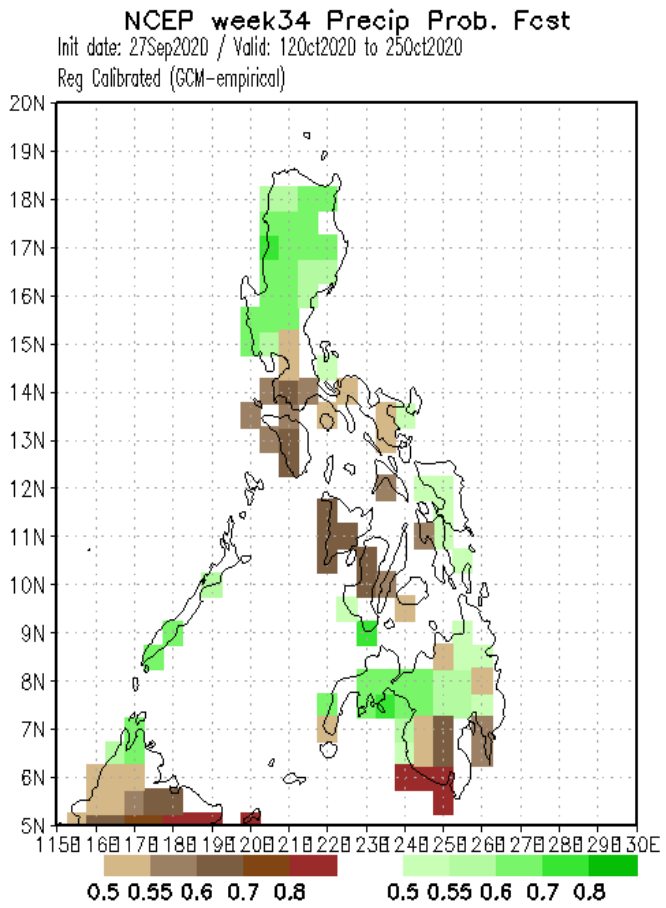 NCEP week34 Precip Prob. Fcst
Init date: 27Sep2020 / Valid: 12Oct2020 to 25Oct2020
Reg Calibrated (GCM-empirical)
20N
19N
18N
17N
16N
15N
14N
13N
12N
11N
10N
9N
8N
7N
6N
5N
115E 116E 117E 118E 119E 120E 121E 122E 123E 124E 125E 126E 127E 128E 129E 130E
0.5 0.55 0.6 0.7 0.8 0.5 0.55 0.6 0.7 0.8